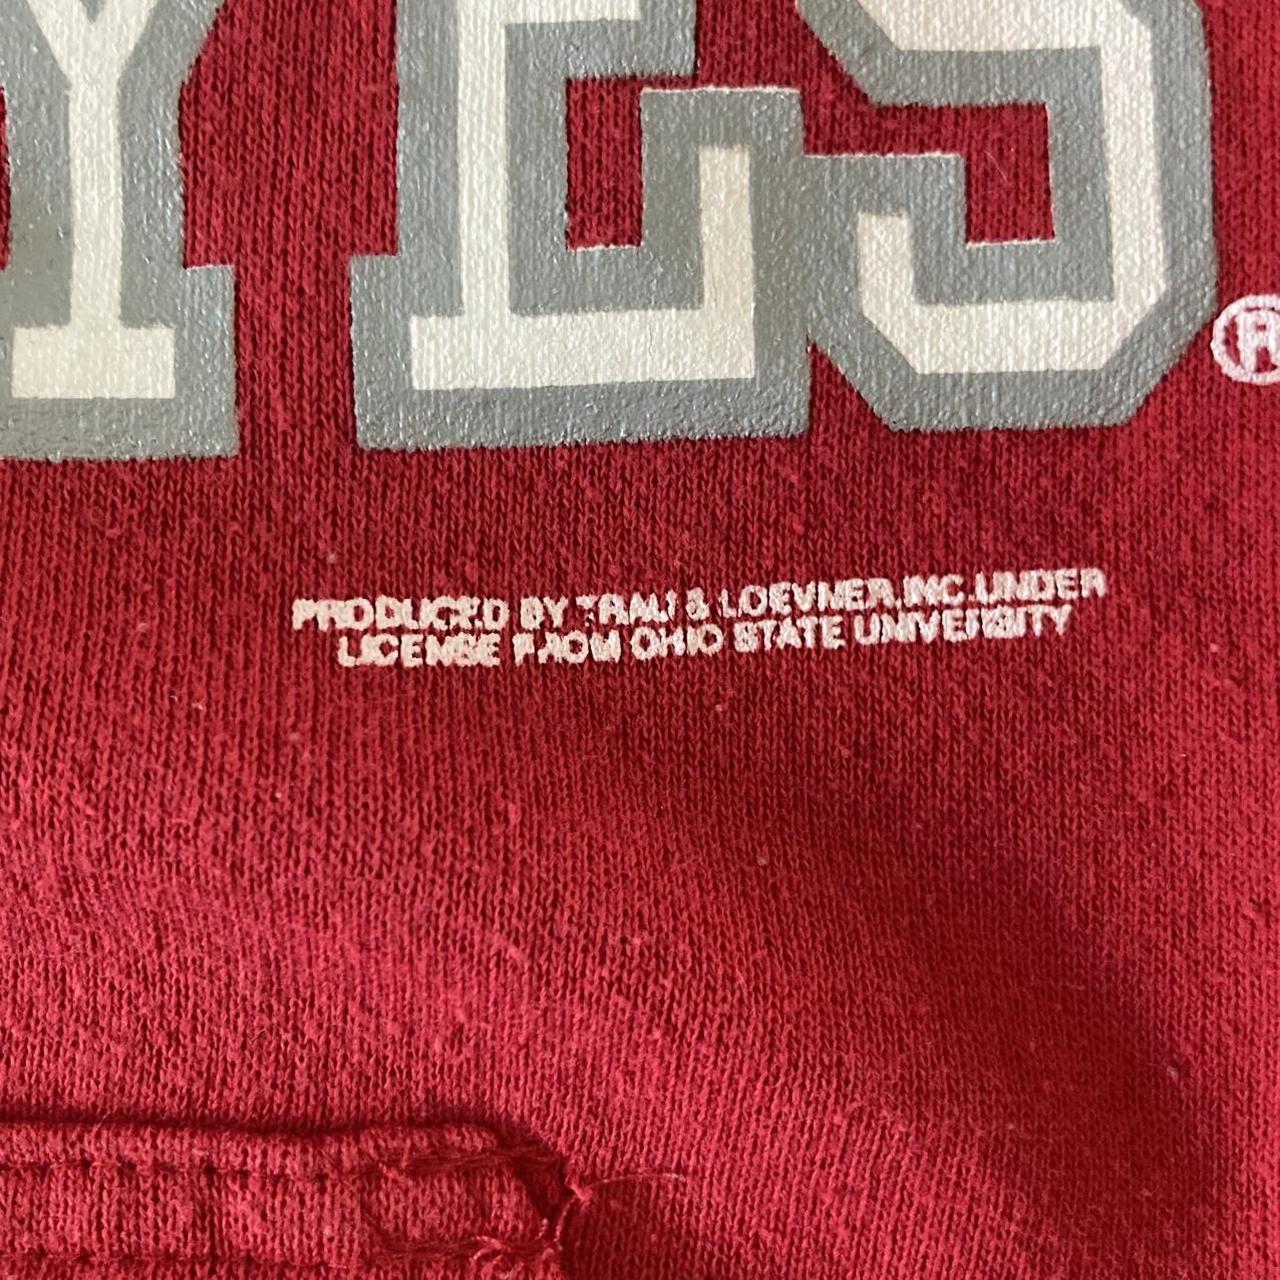 YES®
PRODUCED BY TRAU & LOEVNER, INC. UNDER
LICENSE FROM OHIO STATE UNIVERSITY